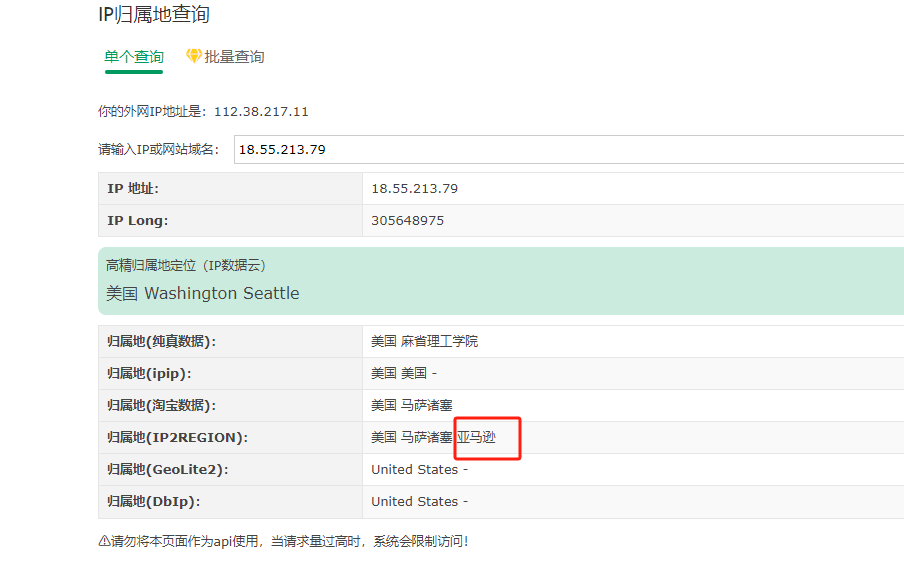 IP归属地查询
单个查询 批量查询
你的外网IP地址是：112.38.217.11
请输入IP或网站域名： 18.55.213.79
IP 地址: 18.55.213.79
IP Long: 305648975
高精归属地定位（IP数据云）
美国 Washington Seattle
归属地(纯真数据): 美国 麻省理工学院
归属地(ipip): 美国 美国 -
归属地(淘宝数据): 美国 马萨诸塞
归属地(IP2REGION): 美国 马萨诸塞 亚马逊
归属地(GeoLite2): United States -
归属地(DbIp): United States -
⚠请勿将本页面作为api使用，当请求量过高时，系统会限制访问！